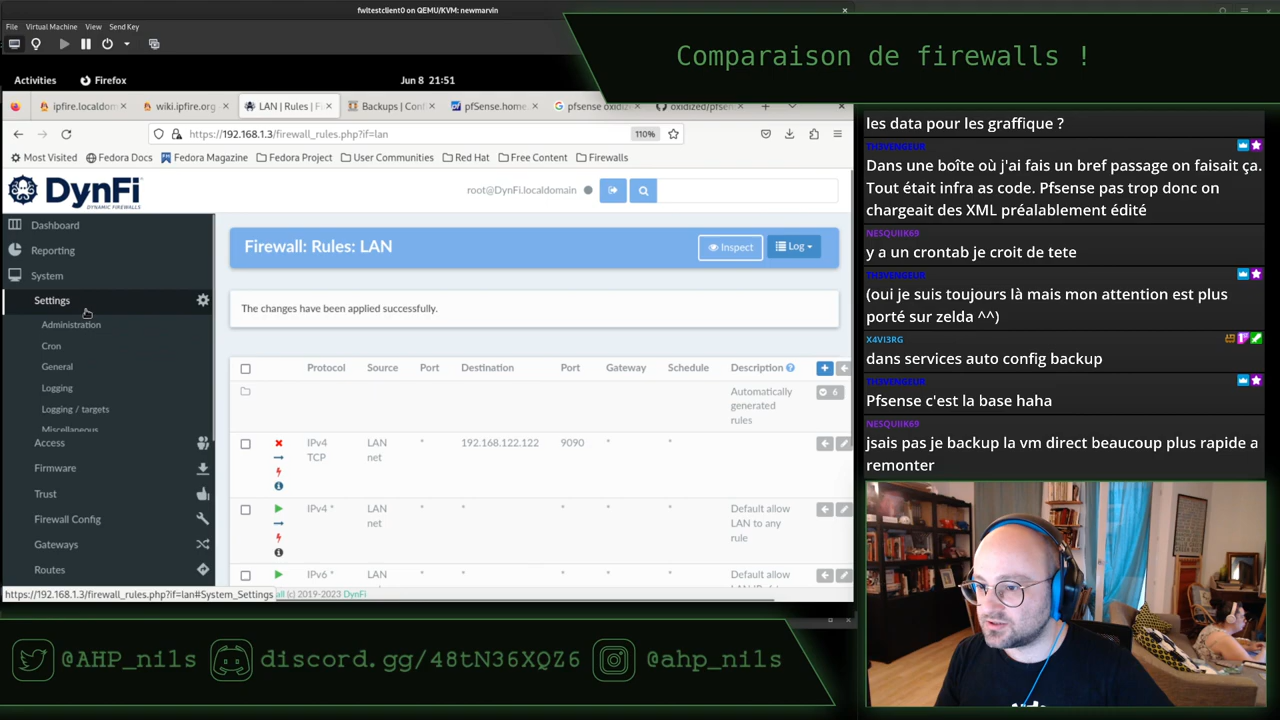 fwltestclient0 on QEMU/KVM: newmarvin
File Virtual Machine View Send Key
Comparaison de firewalls !
Activities Firefox Jun 8 21:51
ipfire.localdom wiki.ipfire.org LAN | Rules | Fi Backups | Conf pfSense.home. pfsense oxidize oxidized/pfsen
https://192.168.1.3/firewall_rules.php?if=lan 110%
Most Visited Fedora Docs Fedora Magazine Fedora Project User Communities Red Hat Free Content Firewalls
DynFi
DYNAMIC FIREWALLS
root@DynFi.localdomain
Dashboard
Reporting
System
Settings
Administration
Cron
General
Logging
Logging / targets
Miscellaneous
Access
Firmware
Trust
Firewall Config
Gateways
Routes
Firewall: Rules: LAN
Inspect
Log
The changes have been applied successfully.
Protocol Source Port Destination Port Gateway Schedule Description
Automatically
generated
rules
6
IPv4 LAN * 192.168.122.122 9090 * *
TCP net
IPv4 * LAN * * * * * Default allow
net LAN to any
rule
IPv6 * LAN * * * * * Default allow
https://192.168.1.3/firewall_rules.php?if=lan#System_Settings all (c) 2019-2023 DynFi
les data pour les graffique ?
TH3VENGEUR
Dans une boîte où j'ai fais un bref passage on faisait ça.
Tout était infra as code. Pfsense pas trop donc on
chargeait des XML préalablement édité
NESQUIIK69
y a un crontab je croit de tete
TH3VENGEUR
(oui je suis toujours là mais mon attention est plus
porté sur zelda ^^)
X4VI3RG
dans services auto config backup
TH3VENGEUR
Pfsense c'est la base haha
NESQUIIK69
jsais pas je backup la vm direct beaucoup plus rapide a
remonter
@AHP_nils discord.gg/48tN36XQZ6 @ahp_nils